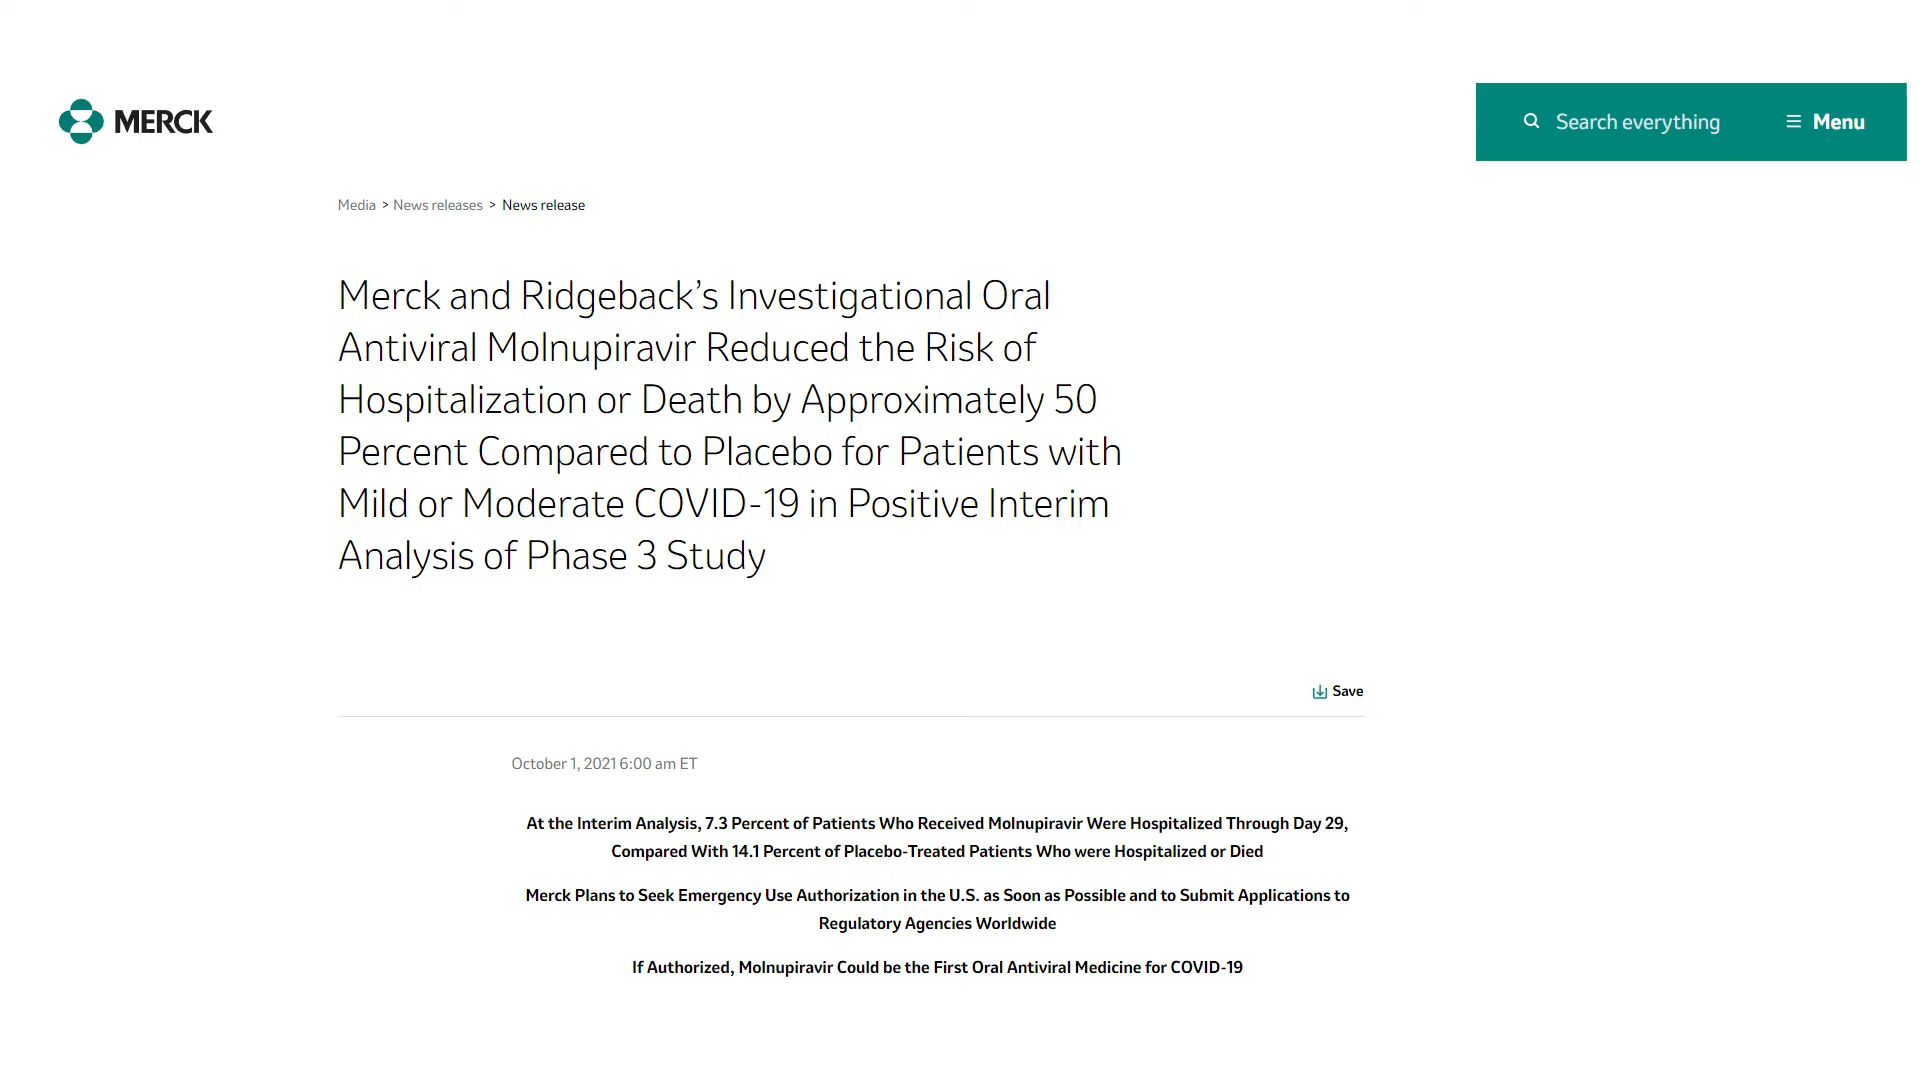 MERCK
Search everything
Menu
Media > News releases > News release
Merck and Ridgeback’s Investigational Oral
Antiviral Molnupiravir Reduced the Risk of
Hospitalization or Death by Approximately 50
Percent Compared to Placebo for Patients with
Mild or Moderate COVID-19 in Positive Interim
Analysis of Phase 3 Study
Save
October 1, 2021 6:00 am ET
At the Interim Analysis, 7.3 Percent of Patients Who Received Molnupiravir Were Hospitalized Through Day 29,
Compared With 14.1 Percent of Placebo-Treated Patients Who were Hospitalized or Died
Merck Plans to Seek Emergency Use Authorization in the U.S. as Soon as Possible and to Submit Applications to
Regulatory Agencies Worldwide
If Authorized, Molnupiravir Could be the First Oral Antiviral Medicine for COVID-19